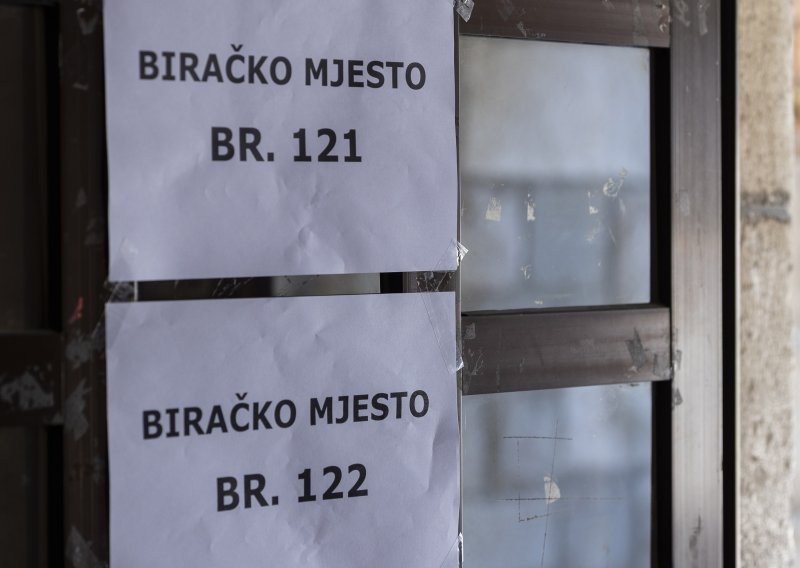 BIRAČKO MJESTO
BR. 121
BIRAČKO MJESTO
BR. 122